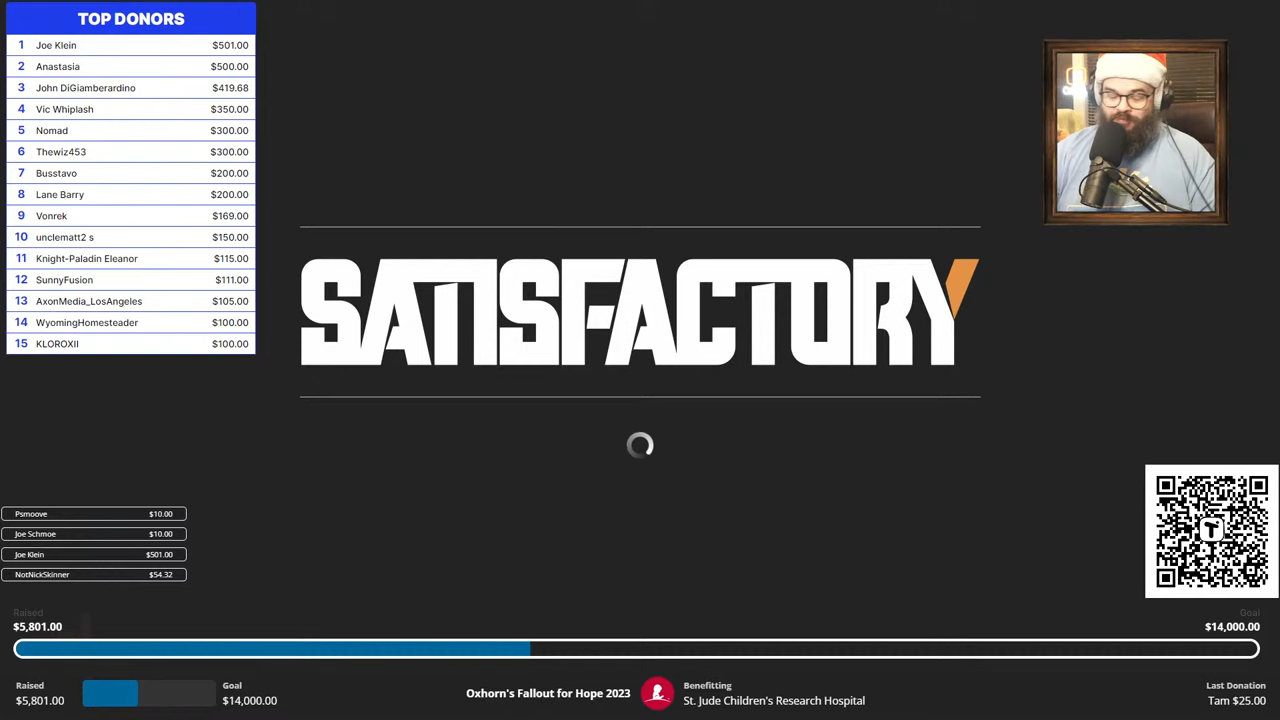 TOP DONORS
1 Joe Klein $501.00
2 Anastasia $500.00
3 John DiGiamberardino $419.68
4 Vic Whiplash $350.00
5 Nomad $300.00
6 Thewiz453 $300.00
7 Busstavo $200.00
8 Lane Barry $200.00
9 Vonrek $169.00
10 unclematt2 s $150.00
11 Knight-Paladin Eleanor $115.00
12 SunnyFusion $111.00
13 AxonMedia_LosAngeles $105.00
14 WyomingHomesteader $100.00
15 KLOROXII $100.00
SATISFACTORY
Psmoove $10.00
Joe Schmoe $10.00
Joe Klein $501.00
NotNickSkinner $54.32
Raised Goal
$5,801.00 $14,000.00
Raised Goal Oxhorn's Fallout for Hope 2023 Benefitting Last Donation
$5,801.00 $14,000.00 St. Jude Children's Research Hospital Tam $25.00